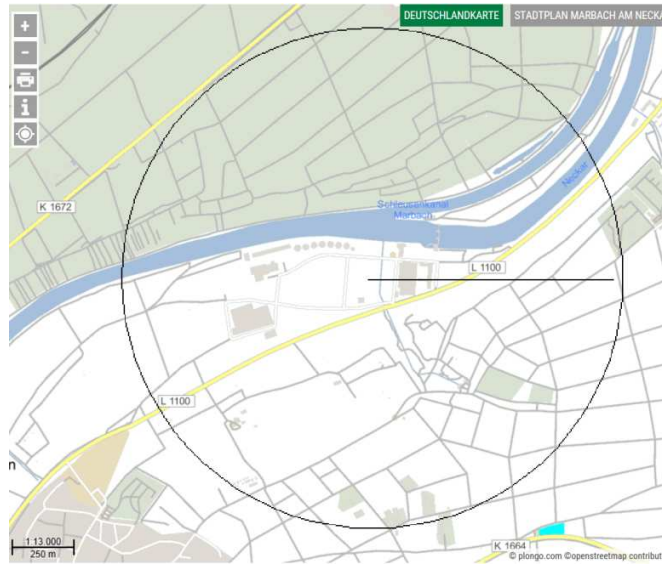 DEUTSCHLANDKARTE
STADTPLAN MARBACH AM NECKA
+
-
i
K 1672
Schleusenkanal
Marbach
Neckar
L 1100
L 1100
n
1:13 000
250 m
K 1664
© plongo.com ©openstreetmap contribut